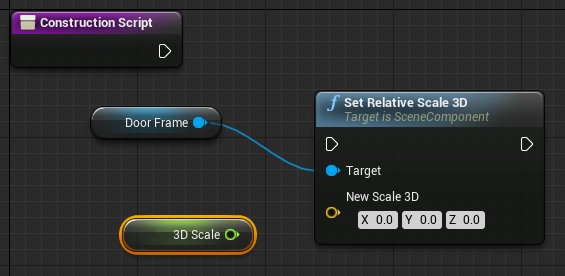 Construction Script
Door Frame
f Set Relative Scale 3D
Target is SceneComponent
Target
New Scale 3D
X 0.0 Y 0.0 Z 0.0
3D Scale